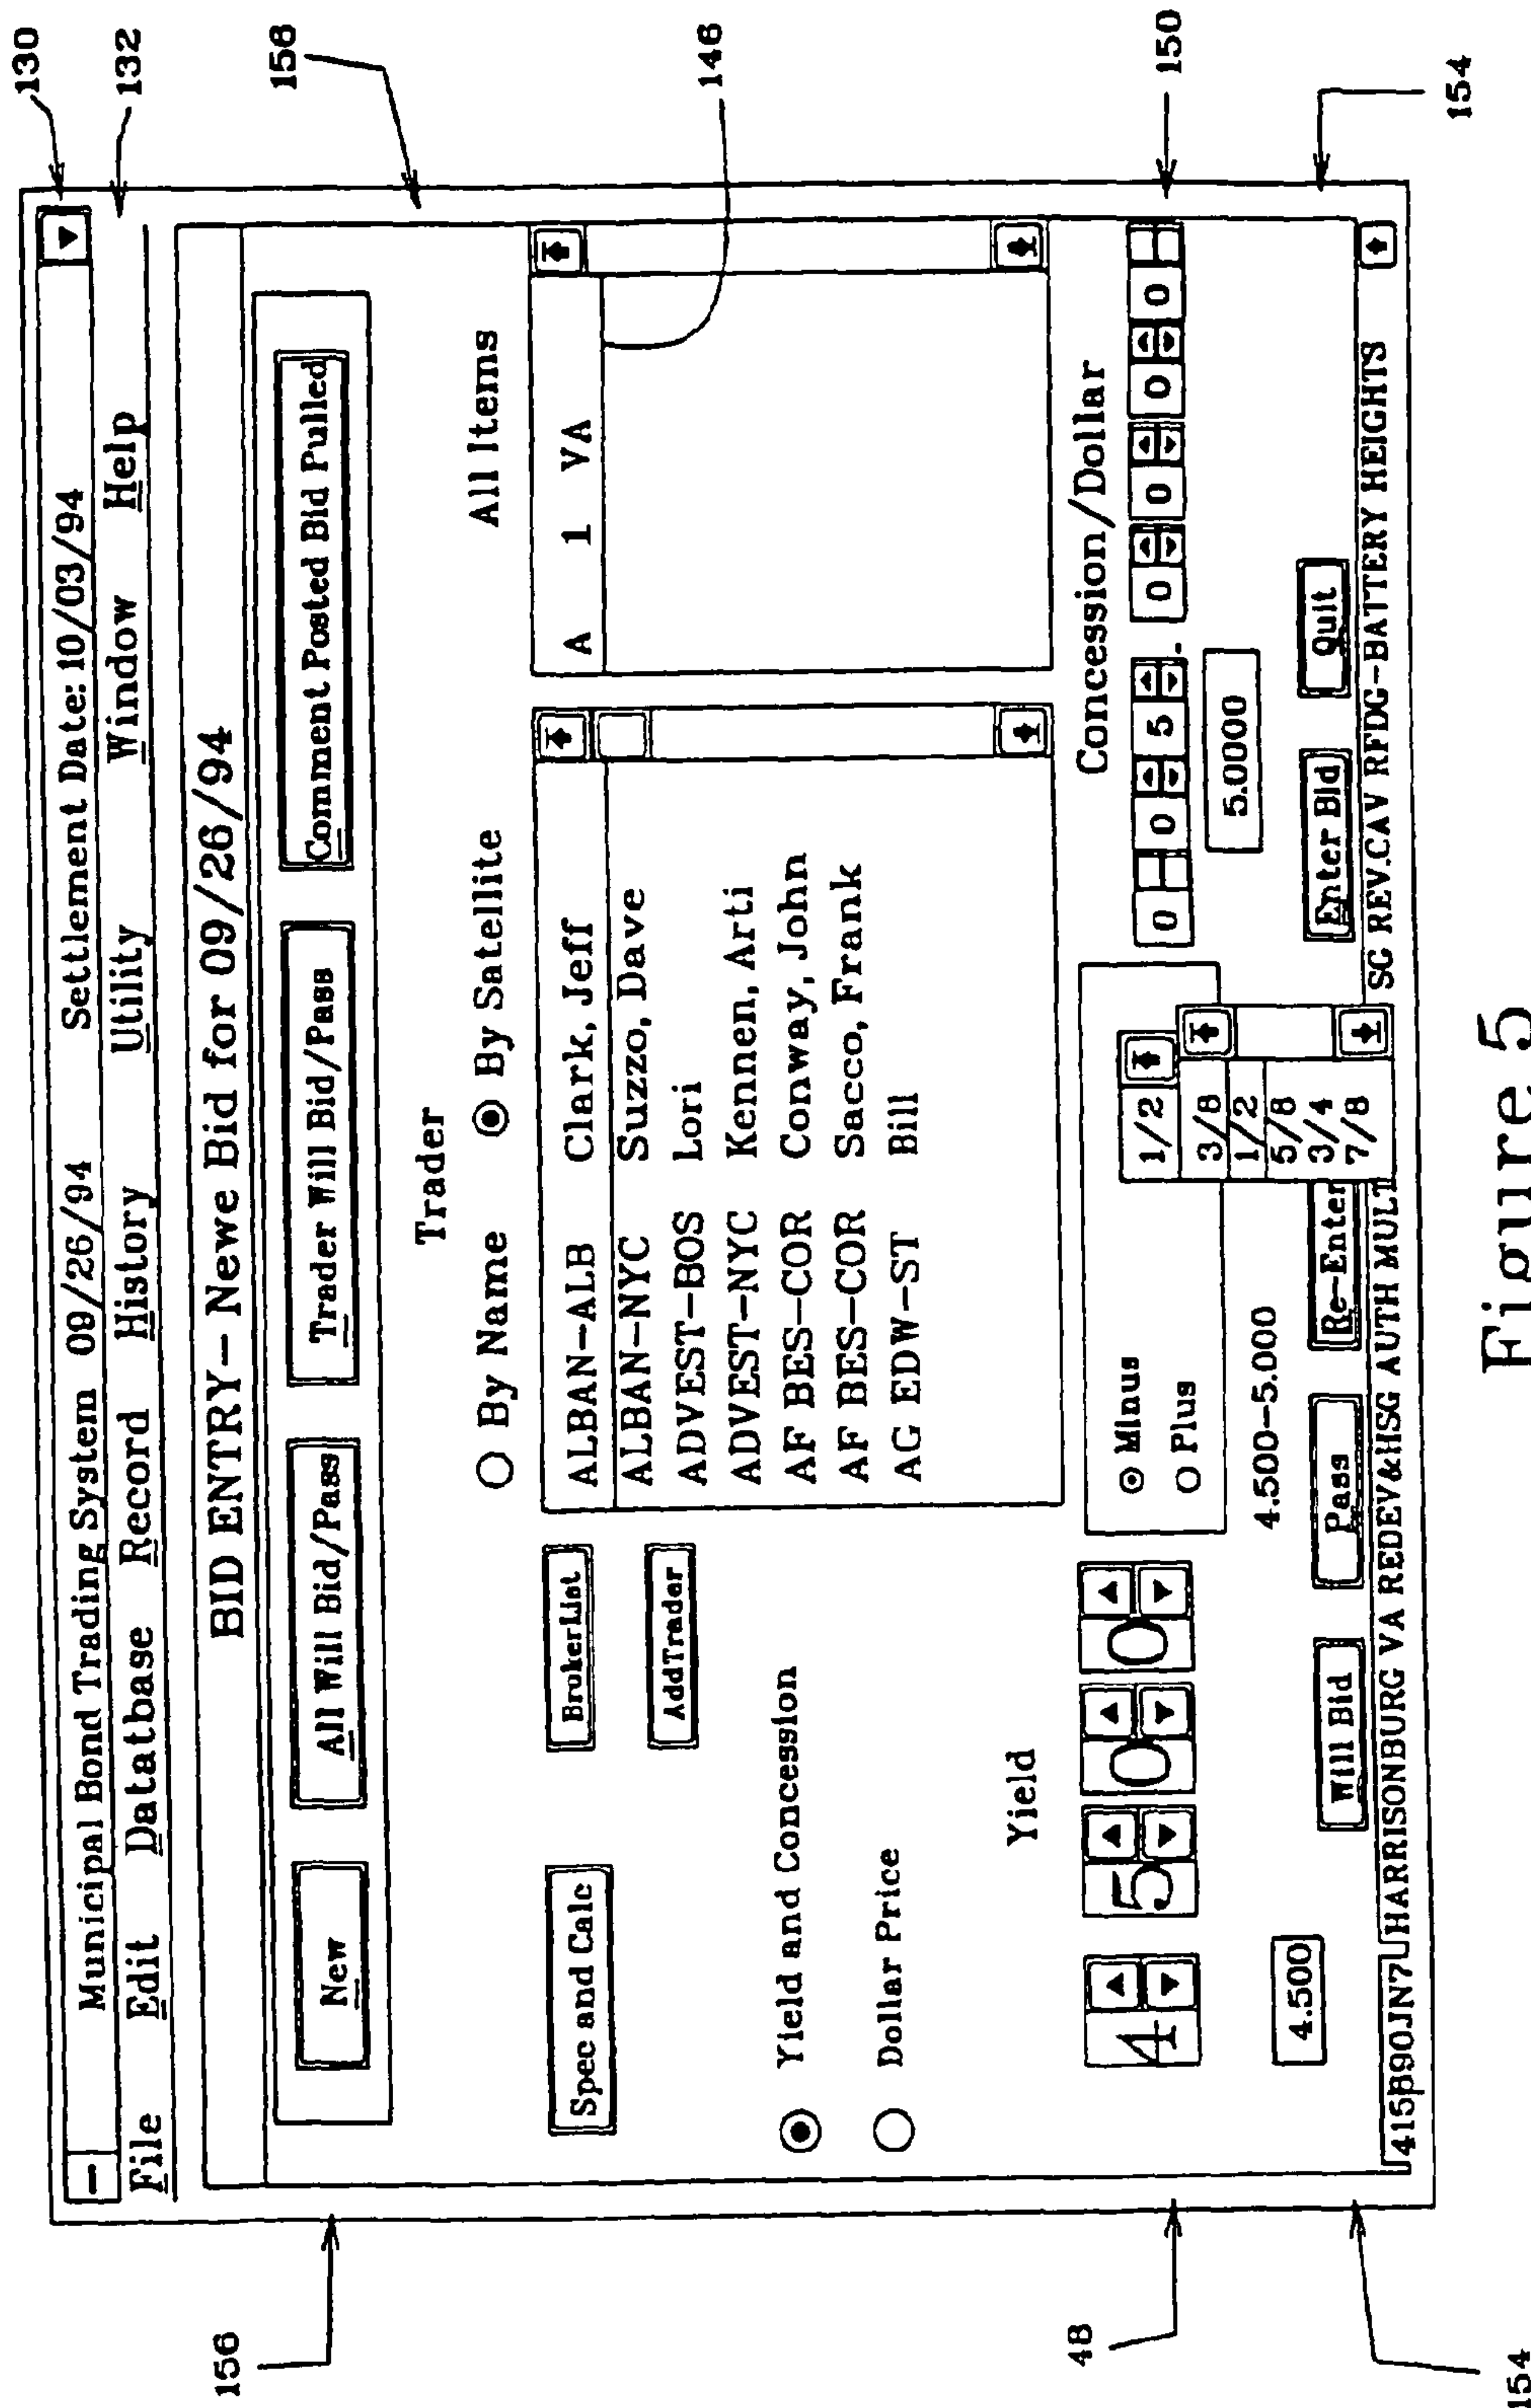 130
Municipal Bond Trading System 09/26/94 Settlement Date: 10/03/94
132
File Edit Datatbase Record History Utility Window Help
BID ENTRY- Newe Bid for 09/26/94
156
158
New All Will Bid/Pass Trader Will Bid/Pass Comment Posted Bid Pulled
Trader
By Name By Satellite All Items
Spec and Calc BrokerList
AddTrader
ALBAN-ALB Clark, Jeff
ALBAN-NYC Suzzo, Dave
ADVEST-BOS Lori
ADVEST-NYC Kennen, Arti
AF BES-COR Conway, John
AF BES-COR Sacco, Frank
AG EDW-ST Bill
A 1 VA
146
Yield and Concession
Dollar Price
Yield
4 5 0 0
4.500
Minus
Plus
4.500-5.000
1/2
3/8
1/2
5/8
3/4
7/8
Concession/Dollar
0 0 5 . 0 0 0 0
5.0000
48
150
Will Bid Pass Re-Enter Enter Bid Quit
154
415B90JN7 HARRISONBURG VA REDEV&HSG AUTH MULT SG REV.CAV RFDG-BATTERY HEIGHTS
154
Figure 5